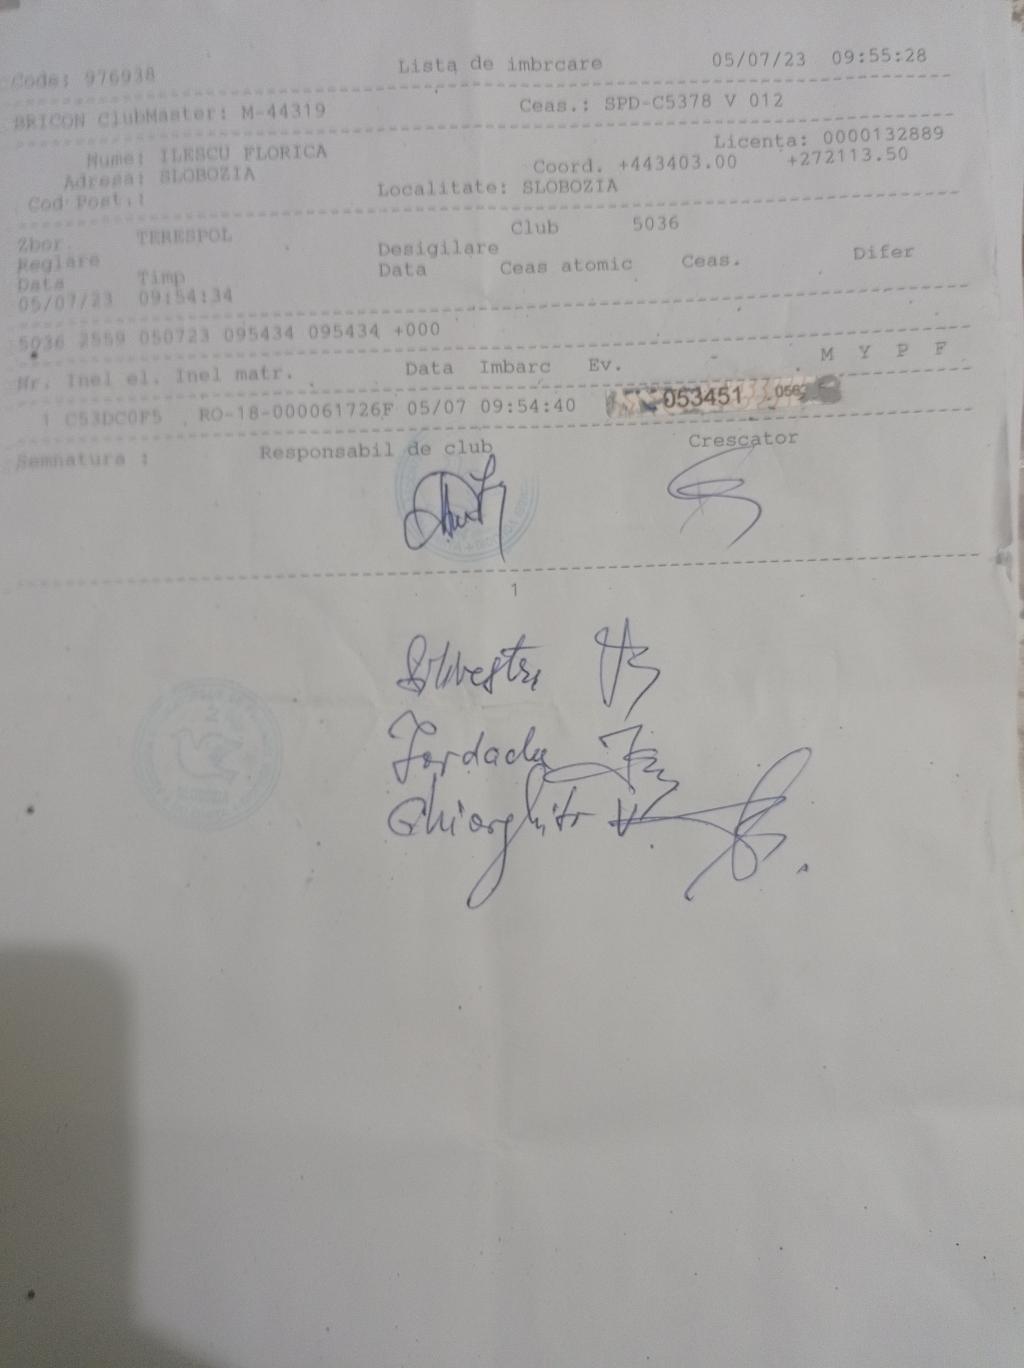 Code: 976938 Lista de imbrcare 05/07/23 09:55:28
BRICON ClubMaster: M-44319 Ceas.: SPD-C5378 V 012
Nume: ILESCU FLORICA Licenta: 0000132889
Adresa: SLOBOZIA Coord. +443403.00 +272113.50
Cod Post.: Localitate: SLOBOZIA
Zbor TERESPOL Club 5036
Reglare Desigilare
Data Timp Data Ceas atomic Ceas. Difer
05/07/23 09:54:34
5036 2559 050723 095434 095434 +000
Nr. Inel el. Inel matr. Data Imbarc Ev. M Y P F
1 C53DC0F5 RO-18-000061726F 05/07 09:54:40 053451
Semnatura : Responsabil de club Crescator
1
Silvestru
Iordache
Ghiorghita V.